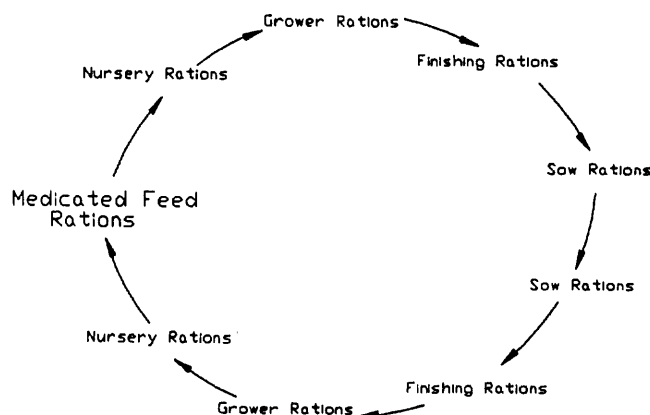 Grower Rations
Finishing Rations
Nursery Rations
Sow Rations
Medicated Feed
Rations
Sow Rations
Nursery Rations
Finishing Rations
Grower Rations